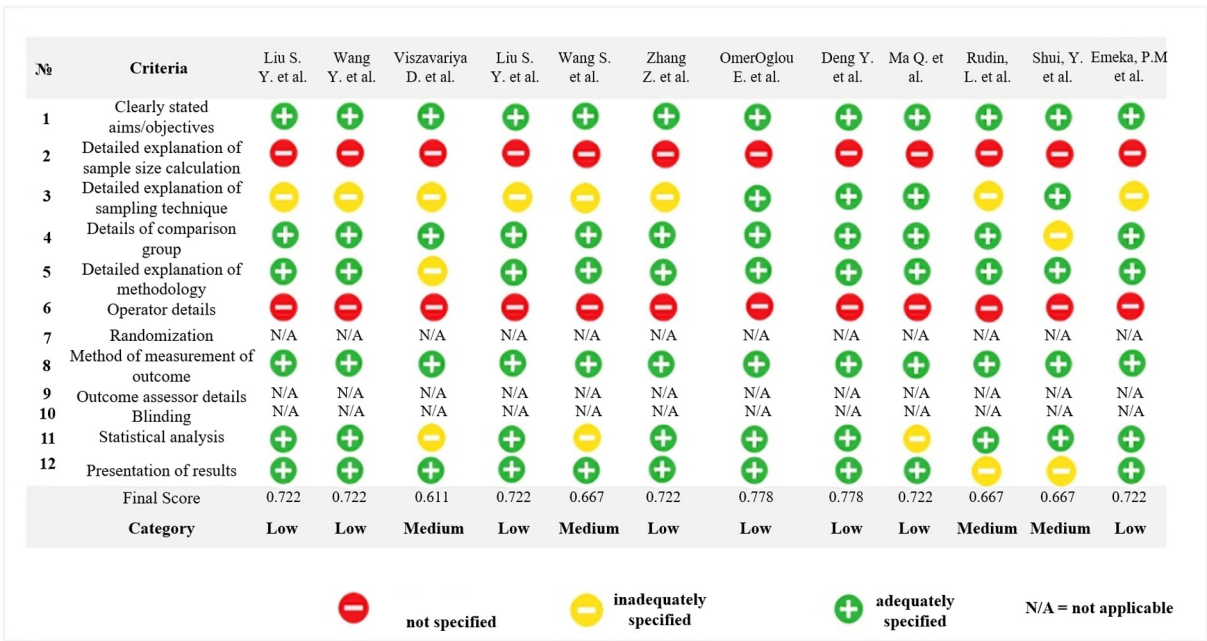 № Criteria Liu S. Y. et al. Wang Y. et al. Viszavariya D. et al. Liu S. Y. et al. Wang S. et al. Zhang Z. et al. OmerOglou E. et al. Deng Y. et al. Ma Q. et al. Rudin, L. et al. Shui, Y. et al. Emeka, P.M et al.
1 Clearly stated aims/objectives
2 Detailed explanation of sample size calculation
3 Detailed explanation of sampling technique
4 Details of comparison group
5 Detailed explanation of methodology
6 Operator details
7 Randomization N/A N/A N/A N/A N/A N/A N/A N/A N/A N/A N/A N/A
8 Method of measurement of outcome
9 Outcome assessor details N/A N/A N/A N/A N/A N/A N/A N/A N/A N/A N/A N/A
10 Blinding N/A N/A N/A N/A N/A N/A N/A N/A N/A N/A N/A N/A
11 Statistical analysis
12 Presentation of results
Final Score 0.722 0.722 0.611 0.722 0.667 0.722 0.778 0.778 0.722 0.667 0.667 0.722
Category Low Low Medium Low Medium Low Low Low Low Medium Medium Low
not specified
inadequately specified
adequately specified
N/A = not applicable